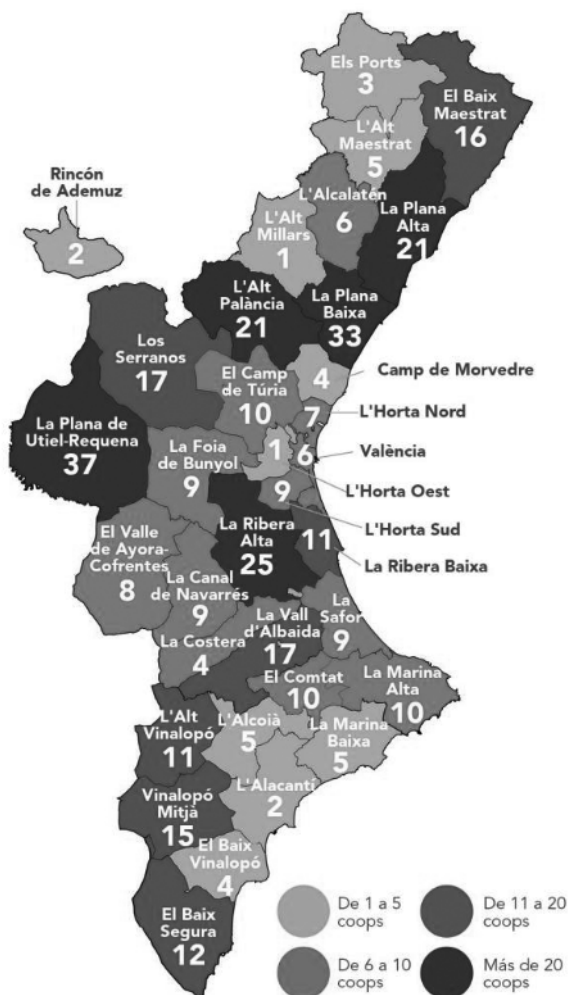 Els Ports
3
El Baix
Maestrat
16
L'Alt
Maestrat
5
Rincón
de Ademuz
2
L'Alcalatén
6
La Plana
Alta
21
L'Alt
Millars
1
L'Alt
Palància
21
La Plana
Baixa
33
Los
Serranos
17
El Camp
de Túria
10
4
Camp de Morvedre
7
L'Horta Nord
La Plana de
Utiel-Requena
37
La Foia
de Bunyol
9
1
6
València
L'Horta Oest
9
L'Horta Sud
La Ribera
Alta
25
11
La Ribera Baixa
El Valle
de Ayora-
Cofrentes
8
La Canal
de Navarrés
9
La
Safor
9
La Vall
d'Albaida
17
La Costera
4
El Comtat
10
La Marina
Alta
10
L'Alt
Vinalopó
11
L'Alcoià
5
La Marina
Baixa
5
L'Alacantí
2
Vinalopó
Mitjà
15
El Baix
Vinalopó
4
El Baix
Segura
12
De 1 a 5
coops
De 11 a 20
coops
De 6 a 10
coops
Más de 20
coops